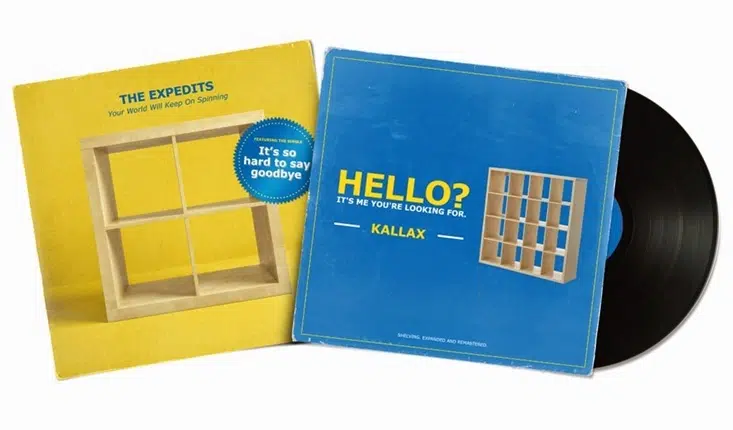 THE EXPEDITS
Your World Will Keep On Spinning
FEATURING THE SINGLE
It's so
hard to say
goodbye
HELLO?
IT'S ME YOU'RE LOOKING FOR.
KALLAX
SHELVING, EXPANDED AND REMASTERED.